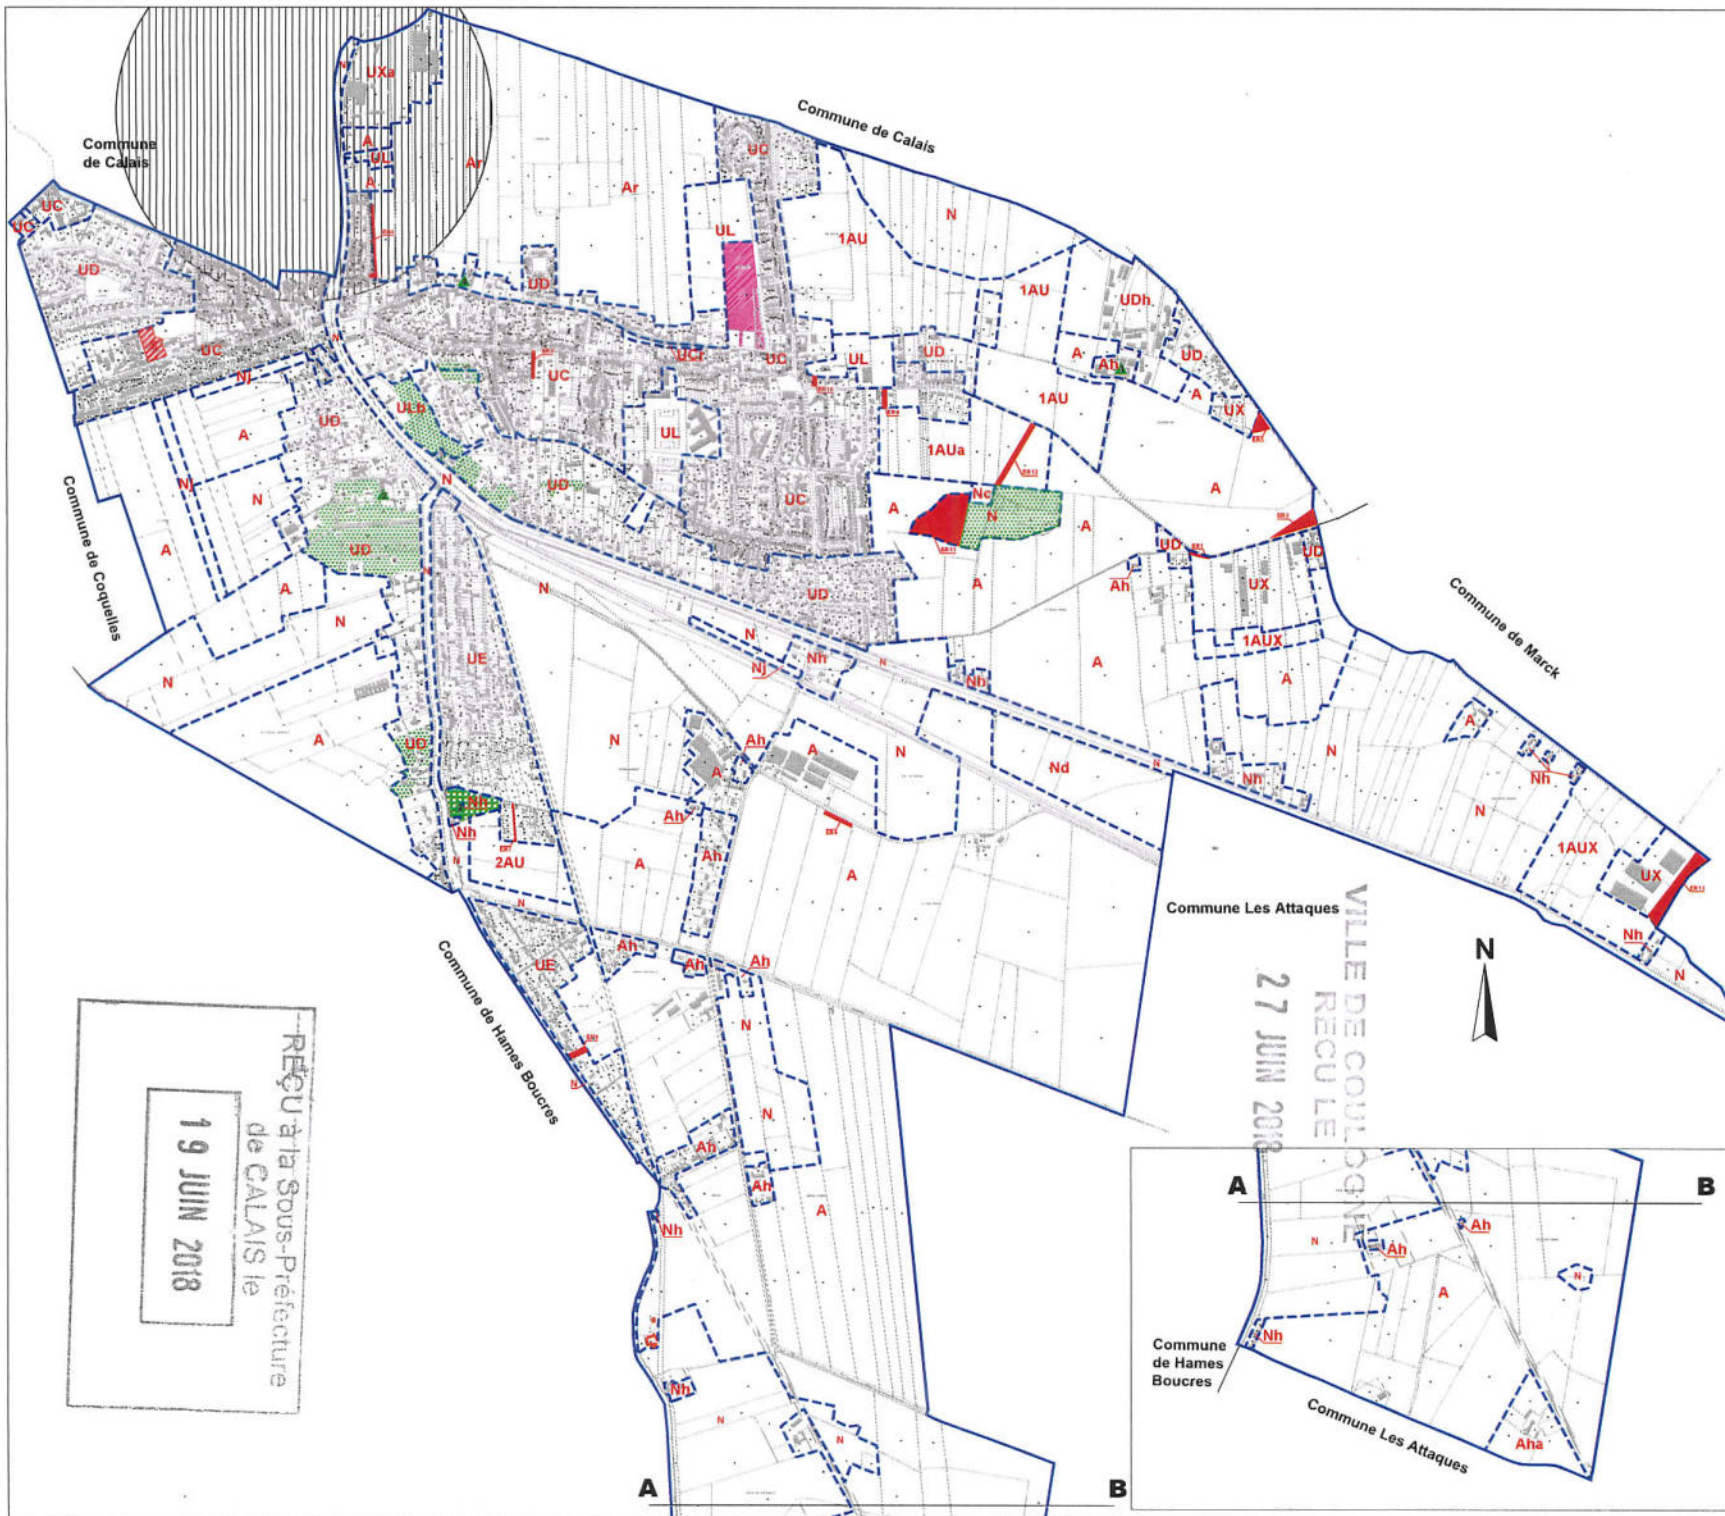 Commune de Calais
N
UXa
Commune
de Calais
A
UL
A
Ar
Ar
UC
UC
UC
UD
UL
1AU
N
1AU
UDh
UD
UC
Nj
UD
UCr
UC
UL
UD
A
Ah
UD
A
UX
N
ULb
UC
UL
1AU
1AUa
UD
A
Nj
N
Commune de Coquelles
N
UD
UC
A
Nc
N
ER12
ER11
A
A
UD
A
A
N
N
UD
A
UD
UD
Ah
UX
1AUX
Commune de Marck
UE
N
N
Nj
Nh
N
Nh
A
A
N
A
UD
N
A
Ah
A
N
Nd
N
Nh
N
A
Nh
N
1AUX
UX
Nh
N
Nh
Nh
2AU
N
N
Ah
Ah
A
A
Commune Les Attaques
UE
Ah
Ah
Ah
Commune de Hames Boucres
N
N
N
Ah
Ah
A
Nh
Nh
N
N
A
B
N
VILLE DE COULOGNE
RECU LE
27 JUIN 2018
REÇU à la Sous-Préfecture
de CALAIS le
19 JUIN 2018
A
B
N
Ah
Ah
A
N
Nh
Commune
de Hames
Boucres
Commune Les Attaques
Aha